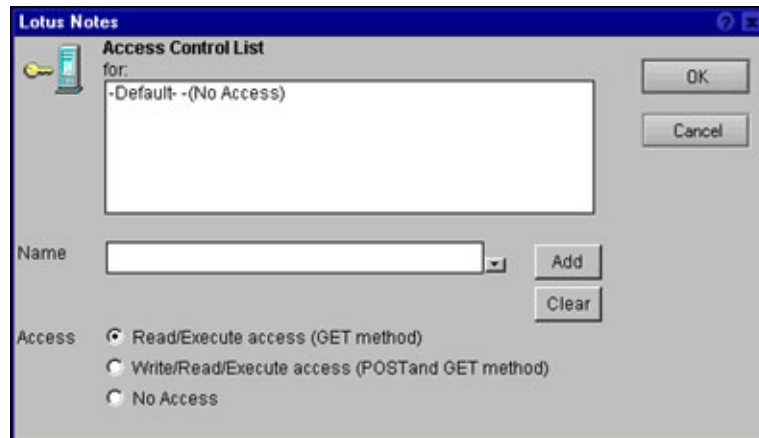 Lotus Notes
Access Control List
for:
-Default- -(No Access)
OK
Cancel
Name
Add
Clear
Access
Read/Execute access (GET method)
Write/Read/Execute access (POSTand GET method)
No Access